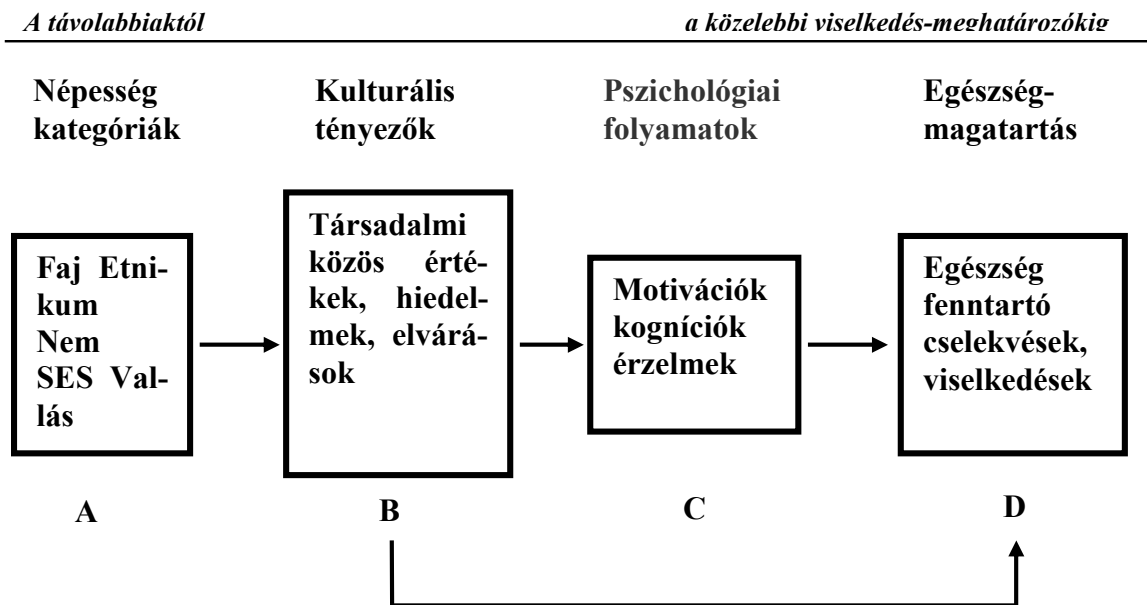 A távolabbiaktól
a közelebbi viselkedés-meghatározókig
Népesség
kategóriák
Kulturális
tényezők
Pszichológiai
folyamatok
Egészség-
magatartás
Faj Etni-
kum
Nem
SES Val-
lás
Társadalmi
közös érté-
kek, hiedel-
mek, elvárá-
sok
Motivációk
kogníciók
érzelmek
Egészség
fenntartó
cselekvések,
viselkedések
A
B
C
D